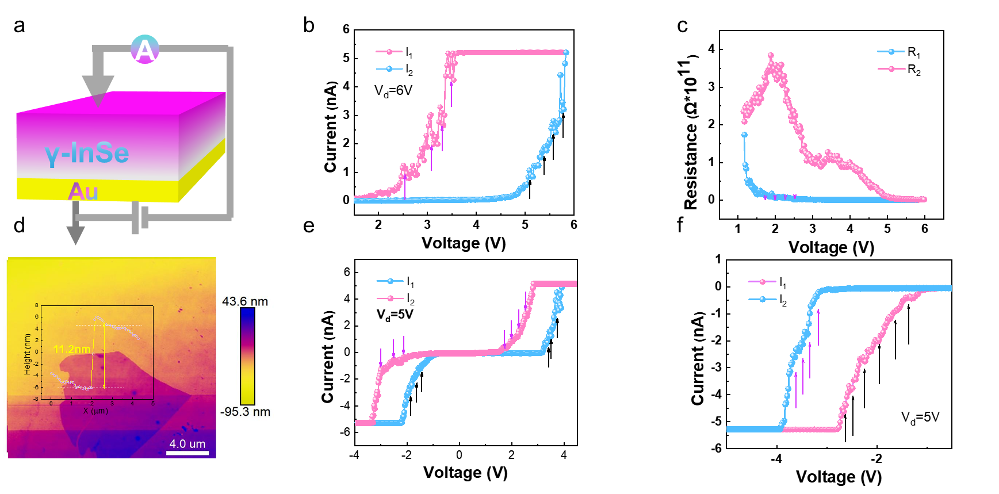 a
A
γ-InSe
Au
b
6
5
4
3
2
1
0
2 3 4 5 6
Current (nA)
Voltage (V)
I1
I2
Vd=6V
c
4
3
2
1
0
1 2 3 4 5 6
Resistance (Ω*10^11)
Voltage (V)
R1
R2
d
8
6
4
2
0
-2
-4
-6
-8
0 1 2 3 4 5
Height (nm)
X (μm)
11.2nm
4.0 um
43.6 nm
-95.3 nm
e
6
4
2
0
-2
-4
-6
-4 -2 0 2 4
Current (nA)
Voltage (V)
I1
I2
Vd=5V
f
1
0
-1
-2
-3
-4
-5
-6
-4 -2
Current (nA)
Voltage (V)
I1
I2
Vd=5V